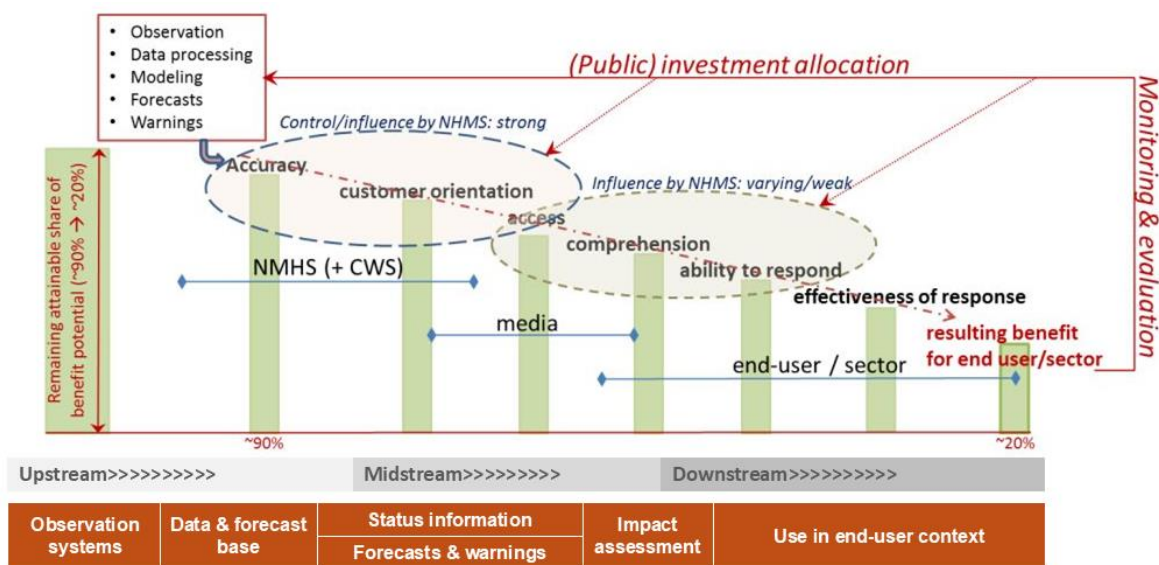 • Observation
• Data processing
• Modeling
• Forecasts
• Warnings
(Public) investment allocation
Monitoring & evaluation
Control/influence by NHMS: strong
Accuracy
customer orientation
Influence by NHMS: varying/weak
access
comprehension
ability to respond
effectiveness of response
resulting benefit
for end user/sector
NMHS (+ CWS)
media
end-user / sector
Remaining attainable share of
benefit potential (~90% → ~20%)
~90%
~20%
Upstream>>>>>>>>>>
Midstream>>>>>>>>>
Downstream>>>>>>>>>>
Observation
systems
Data & forecast
base
Status information
Forecasts & warnings
Impact
assessment
Use in end-user context